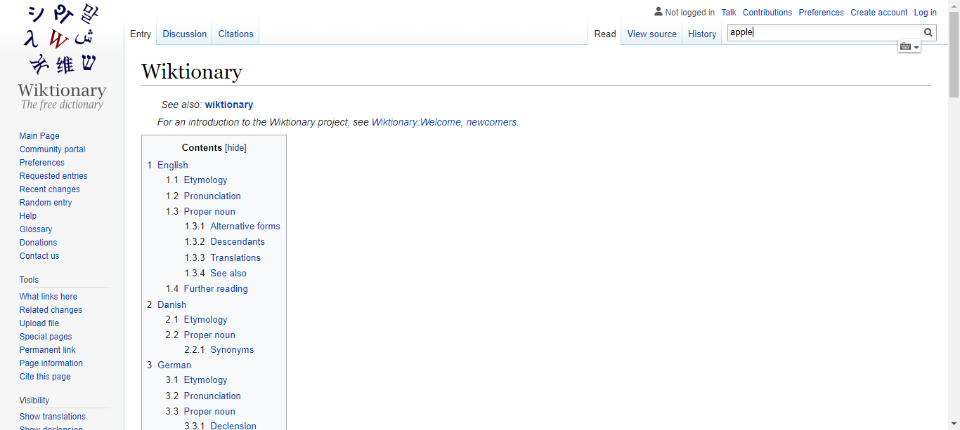 Not logged in Talk Contributions Preferences Create account Log in
Entry Discussion Citations Read View source History apple
Wiktionary
The free dictionary
Wiktionary
See also: wiktionary
For an introduction to the Wiktionary project, see Wiktionary:Welcome, newcomers.
Main Page
Community portal
Preferences
Requested entries
Recent changes
Random entry
Help
Glossary
Donations
Contact us
Tools
What links here
Related changes
Upload file
Special pages
Permanent link
Page information
Cite this page
Visibility
Show translations
Show declension
Contents [hide]
1 English
1.1 Etymology
1.2 Pronunciation
1.3 Proper noun
1.3.1 Alternative forms
1.3.2 Descendants
1.3.3 Translations
1.3.4 See also
1.4 Further reading
2 Danish
2.1 Etymology
2.2 Proper noun
2.2.1 Synonyms
3 German
3.1 Etymology
3.2 Pronunciation
3.3 Proper noun
3.3.1 Declension